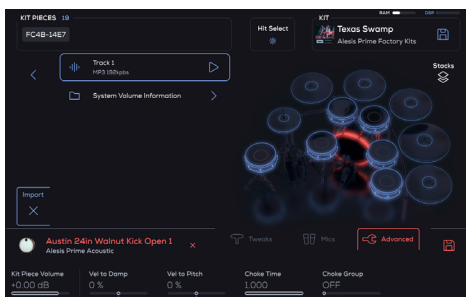 KIT PIECES 19
FC4B-14E7
Hit Select
RAM
DSP
KIT
Texas Swamp
Alesis Prime Factory Kits
Track 1
MP3 192kpbs
System Volume Information
Stacks
Import
Austin 24in Walnut Kick Open 1
Alesis Prime Acoustic
Tweaks
Mics
Advanced
Kit Piece Volume
+0.00 dB
Vel to Damp
0 %
Vel to Pitch
0 %
Choke Time
1.000
Choke Group
OFF